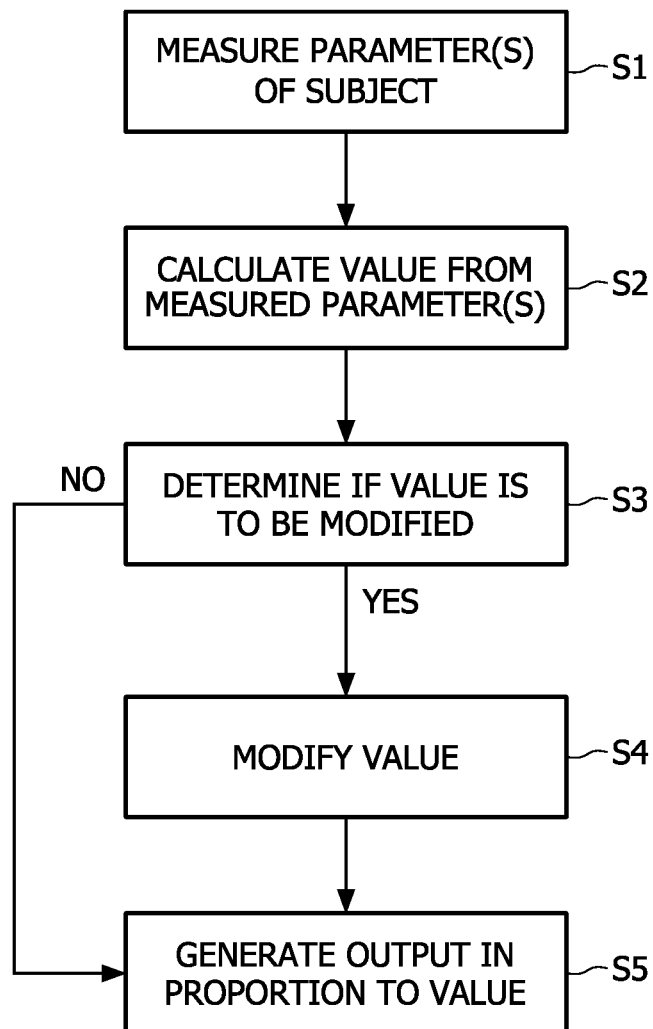 MEASURE PARAMETER(S)
OF SUBJECT
S1
CALCULATE VALUE FROM
MEASURED PARAMETER(S)
S2
NO
DETERMINE IF VALUE IS
TO BE MODIFIED
S3
YES
MODIFY VALUE
S4
GENERATE OUTPUT IN
PROPORTION TO VALUE
S5